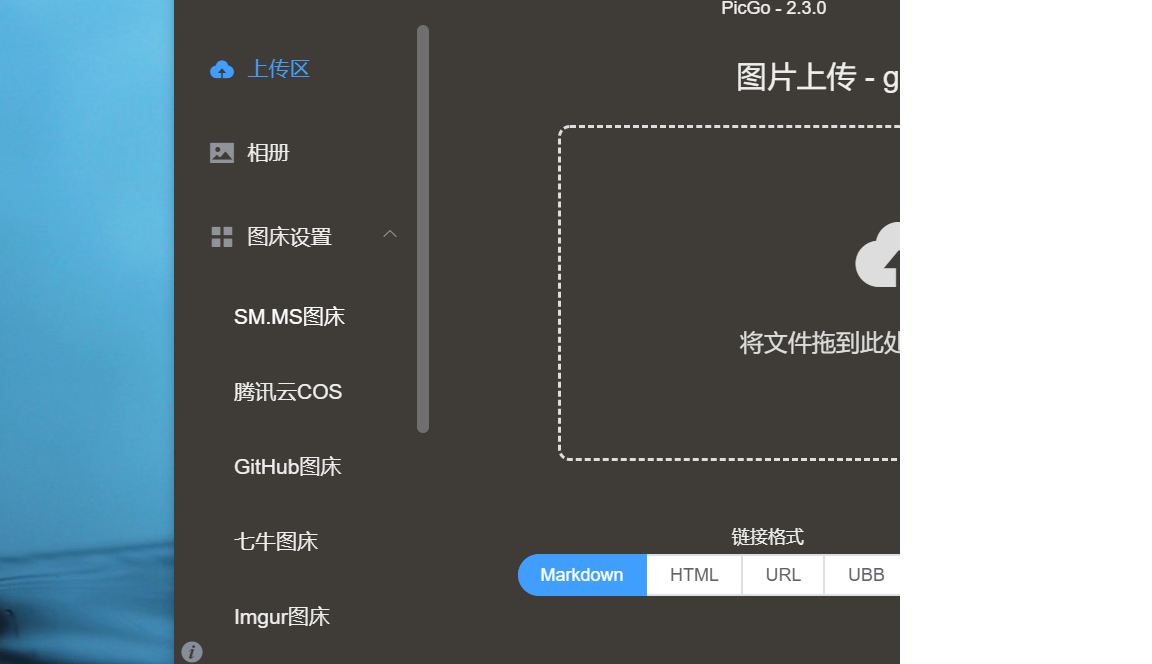 PicGo - 2.3.0
上传区
相册
图床设置
SM.MS图床
腾讯云COS
GitHub图床
七牛图床
Imgur图床
图片上传 - g
将文件拖到此处
链接格式
Markdown HTML URL UBB